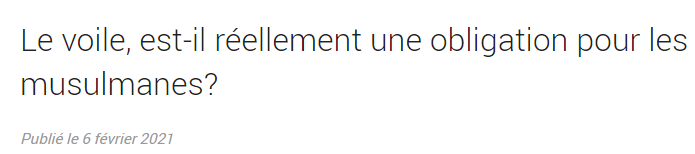 Le voile, est-il réellement une obligation pour les
musulmanes?
Publié le 6 février 2021